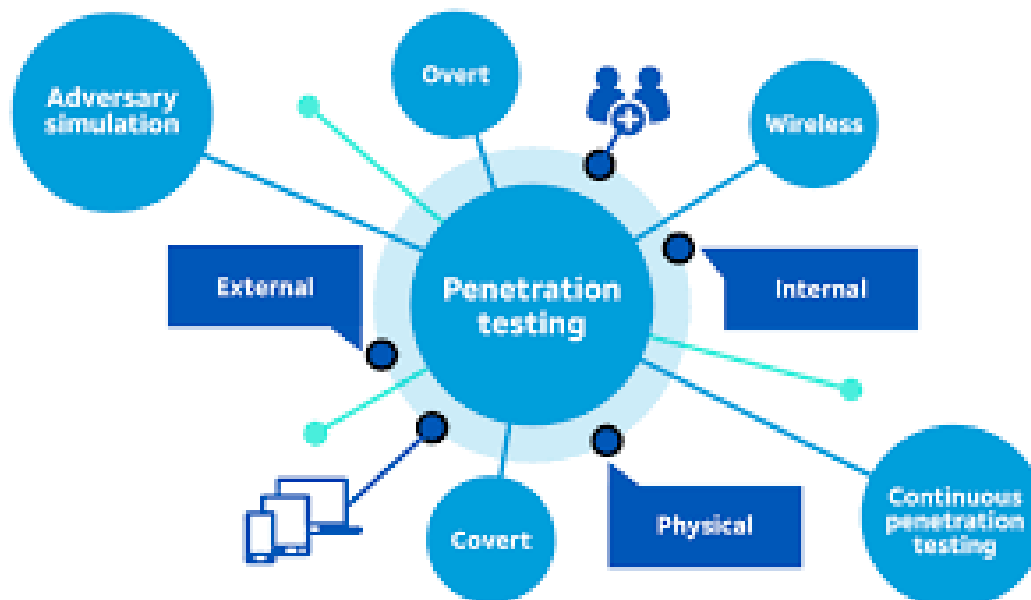 Overt
Adversary
simulation
Wireless
External
Penetration
testing
Internal
Continuous
penetration
testing
Physical
Covert